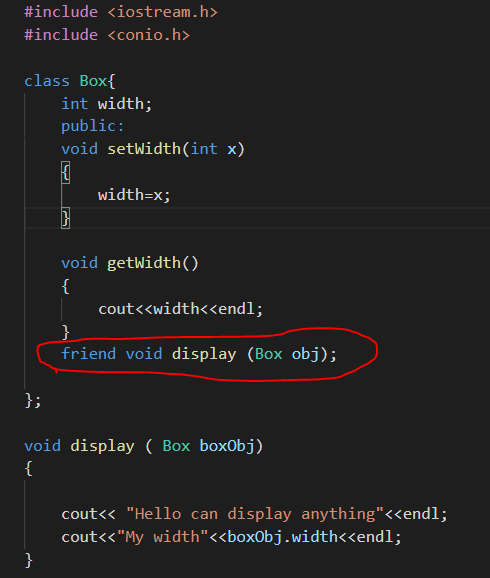 #include <iostream.h>
#include <conio.h>
class Box{
int width;
public:
void setWidth(int x)
{
width=x;
}
void getWidth()
{
cout<<width<<endl;
}
friend void display (Box obj);
};
void display ( Box boxObj)
{
cout<< "Hello can display anything"<<endl;
cout<<"My width"<<boxObj.width<<endl;
}